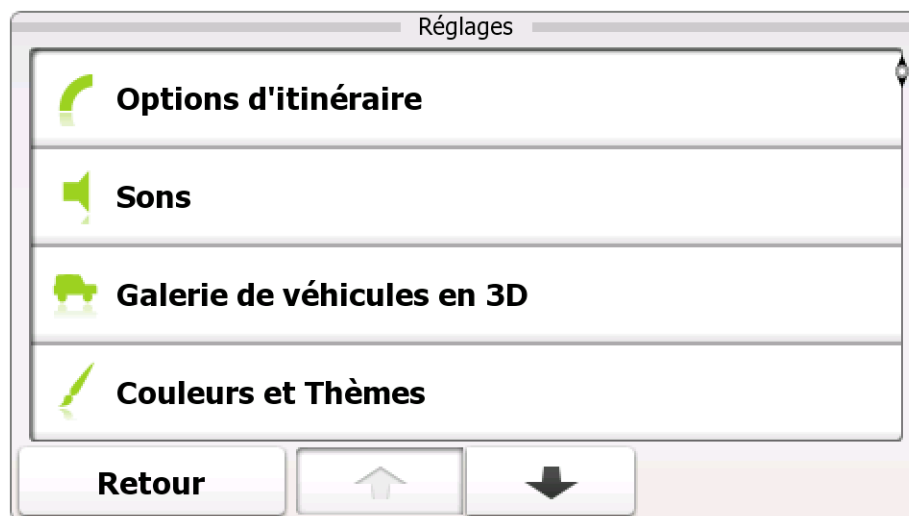 Réglages
Options d'itinéraire
Sons
Galerie de véhicules en 3D
Couleurs et Thèmes
Retour